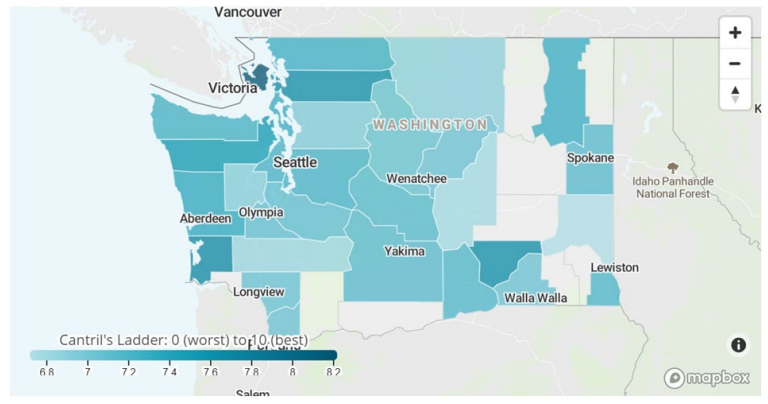 Vancouver
+
Victoria
−
K
WASHINGTON
Seattle
Spokane
Wenatchee
Idaho Panhandle
National Forest
Aberdeen
Olympia
Yakima
Lewiston
Longview
Walla Walla
Cantril's Ladder: 0 (worst) to 10 (best)
6.8 7 7.2 7.4 7.6 7.8 8 8.2
mapbox
Salem